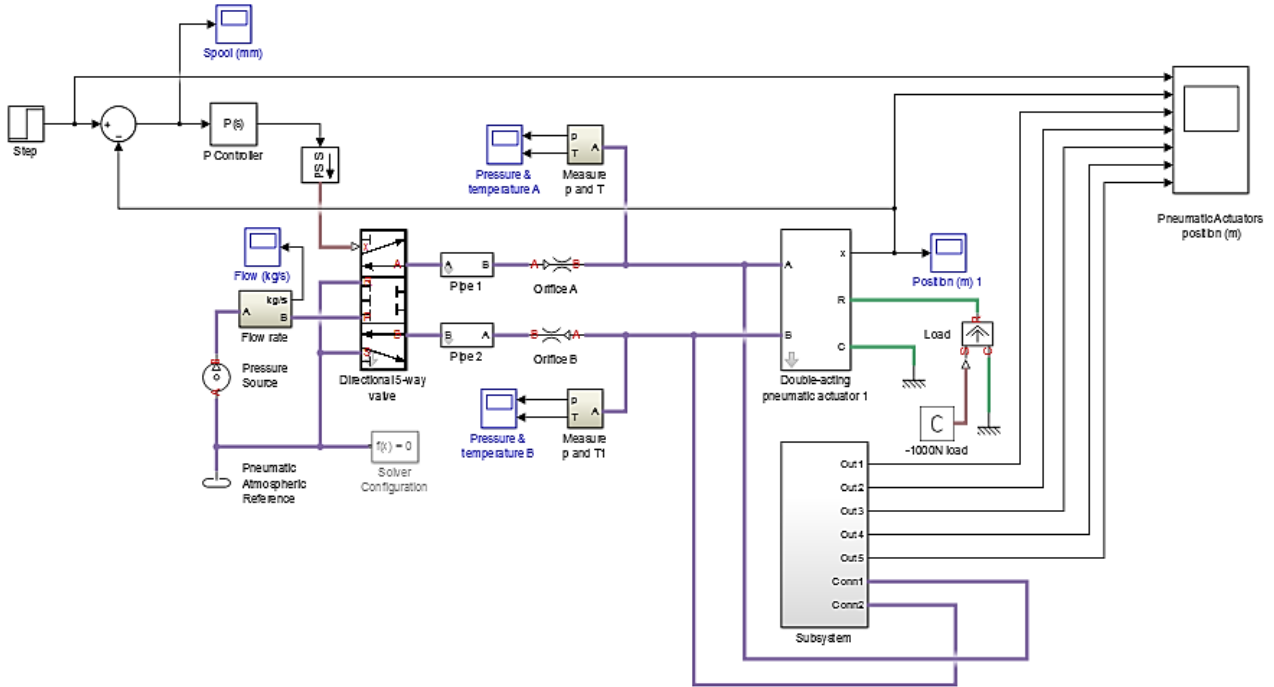 Spool (mm)
Step
+
−
P(s)
P Controller
PS S
p
T
A
Pressure &
temperature A
Measure
p and T
Pneumatic Actuators
position (m)
Flow (kg/s)
kg/s
A
B
Flow rate
A
A
B
Pipe 1
A
B
Orifice A
A
x
Position (m) 1
R
Load
B
B
A
Pipe 2
B
A
Orifice B
B
C
Directional 5-way
valve
Pressure
Source
Double-acting
pneumatic actuator 1
p
T
A
Pressure &
temperature B
Measure
p and T1
C
-1000N load
f(x) = 0
Solver
Configuration
Pneumatic
Atmospheric
Reference
Out1
Out2
Out3
Out4
Out5
Conn1
Conn2
Subsystem